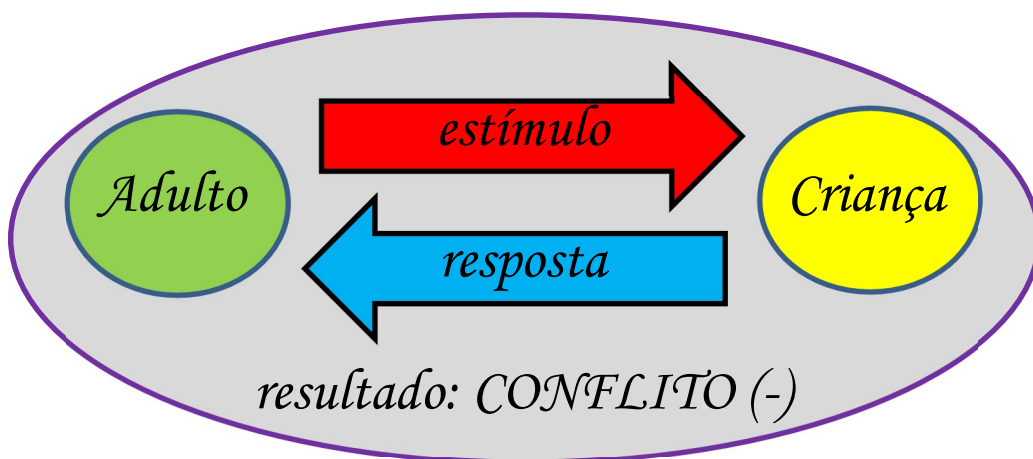 estímulo
Adulto
Criança
resposta
resultado: CONFLITO (-)